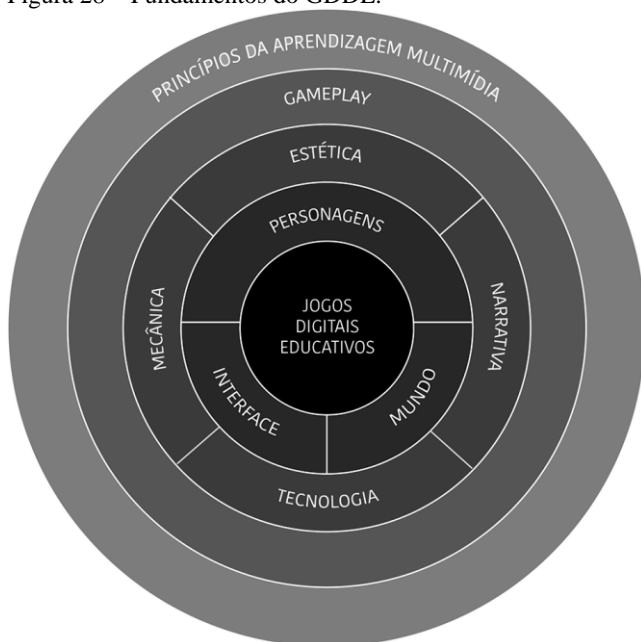 Figura 28 – Fundamentos do GDDE.
PRINCÍPIOS DA APRENDIZAGEM MULTIMÍDIA
GAMEPLAY
ESTÉTICA
PERSONAGENS
MECÂNICA
JOGOS
DIGITAIS
EDUCATIVOS
NARRATIVA
INTERFACE
MUNDO
TECNOLOGIA